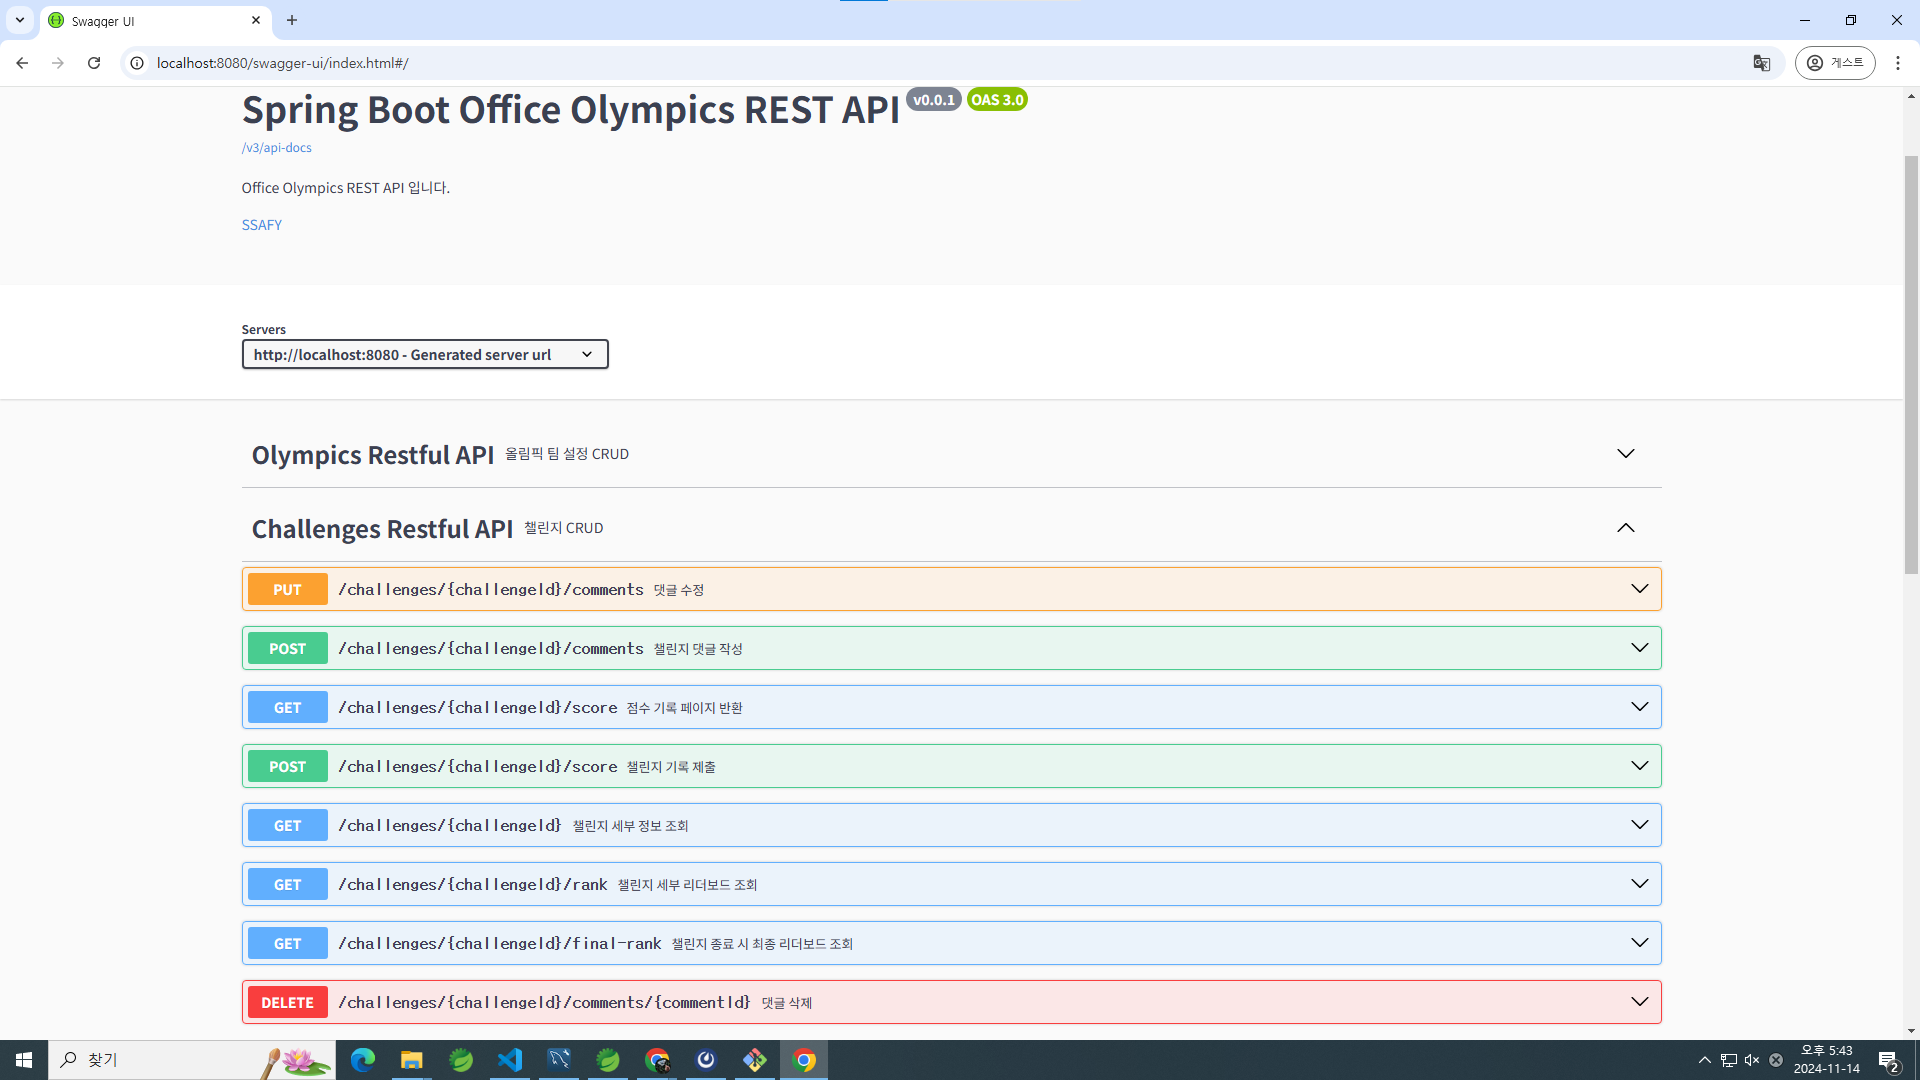 Swagger UI
localhost:8080/swagger-ui/index.html#/
게스트
Spring Boot Office Olympics REST API v0.0.1 OAS 3.0
/v3/api-docs
Office Olympics REST API 입니다.
SSAFY
Servers
http://localhost:8080 - Generated server url
Olympics Restful API 올림픽 팀 설정 CRUD
Challenges Restful API 챌린지 CRUD
PUT /challenges/{challengeId}/comments 댓글 수정
POST /challenges/{challengeId}/comments 챌린지 댓글 작성
GET /challenges/{challengeId}/score 점수 기록 페이지 반환
POST /challenges/{challengeId}/score 챌린지 기록 제출
GET /challenges/{challengeId} 챌린지 세부 정보 조회
GET /challenges/{challengeId}/rank 챌린지 세부 리더보드 조회
GET /challenges/{challengeId}/final-rank 챌린지 종료 시 최종 리더보드 조회
DELETE /challenges/{challengeId}/comments/{commentId} 댓글 삭제
찾기
오후 5:43
2024-11-14
2